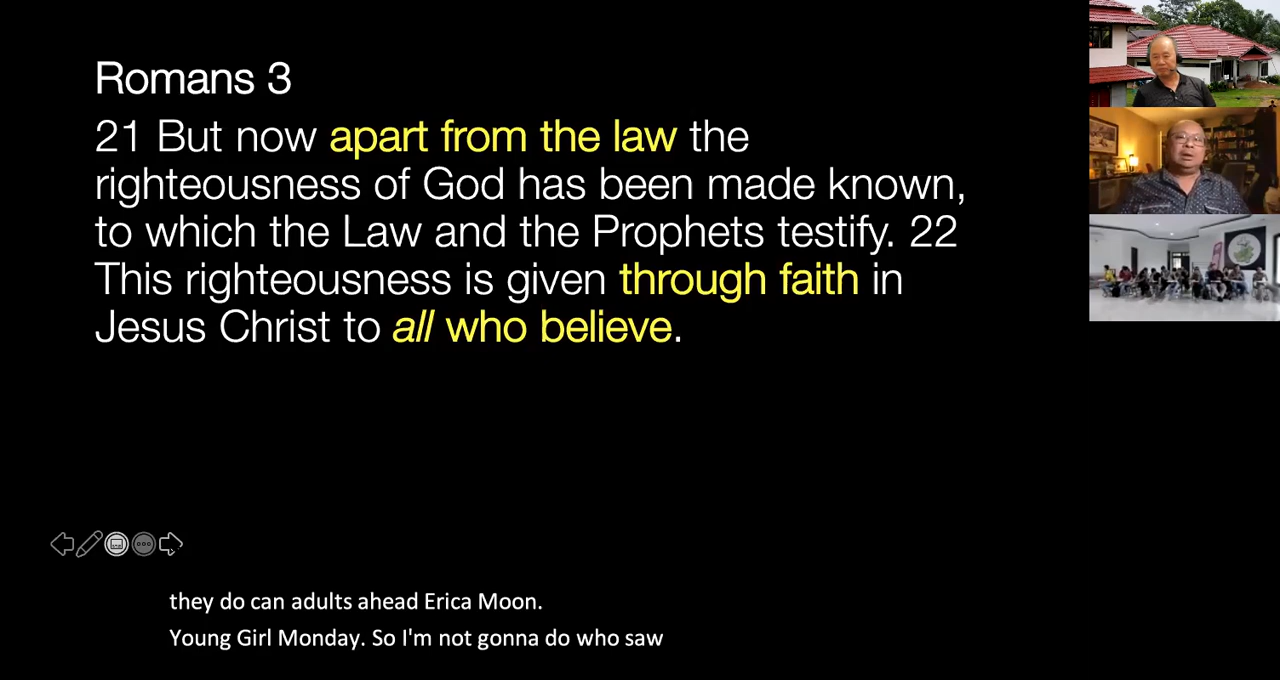 Romans 3
21 But now apart from the law the
righteousness of God has been made known,
to which the Law and the Prophets testify. 22
This righteousness is given through faith in
Jesus Christ to all who believe.
they do can adults ahead Erica Moon.
Young Girl Monday. So I'm not gonna do who saw